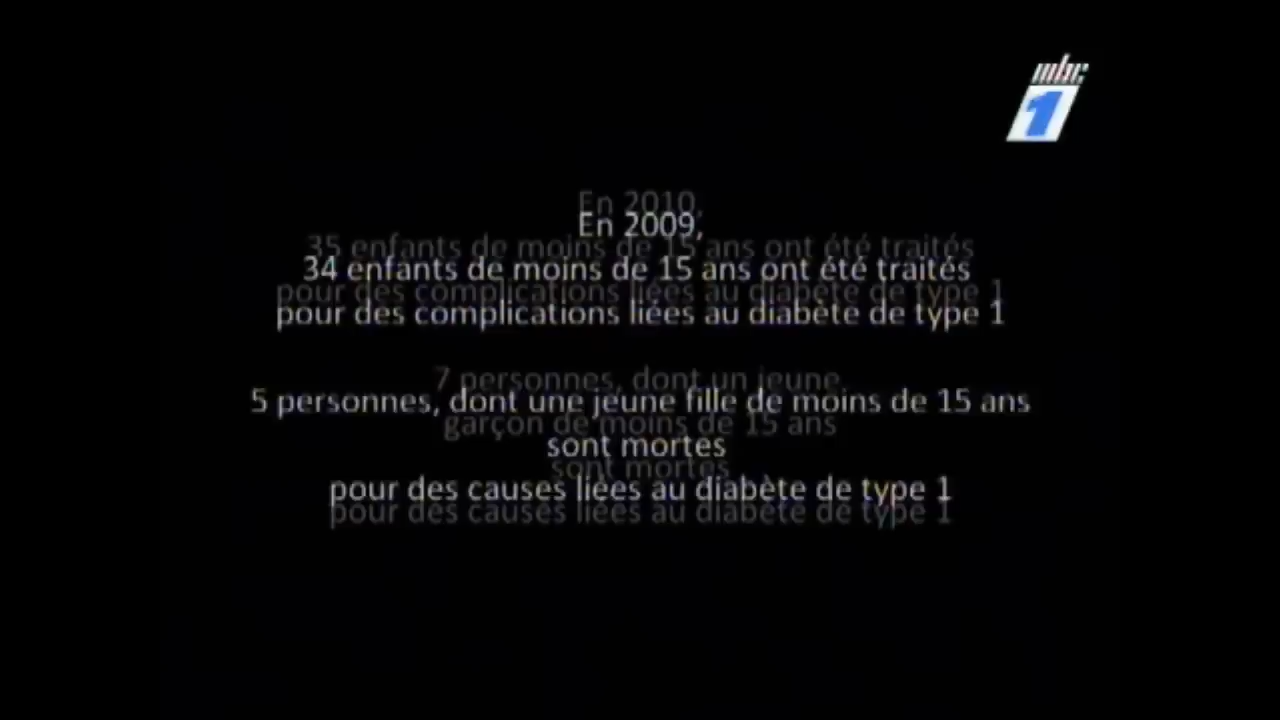 mbc
1
En 2010,
35 enfants de moins de 15 ans ont été traités
pour des complications liées au diabète de type 1
7 personnes, dont un jeune
garçon de moins de 15 ans
sont mortes
pour des causes liées au diabète de type 1
En 2009,
34 enfants de moins de 15 ans ont été traités
pour des complications liées au diabète de type 1
5 personnes, dont une jeune fille de moins de 15 ans
sont mortes
pour des causes liées au diabète de type 1